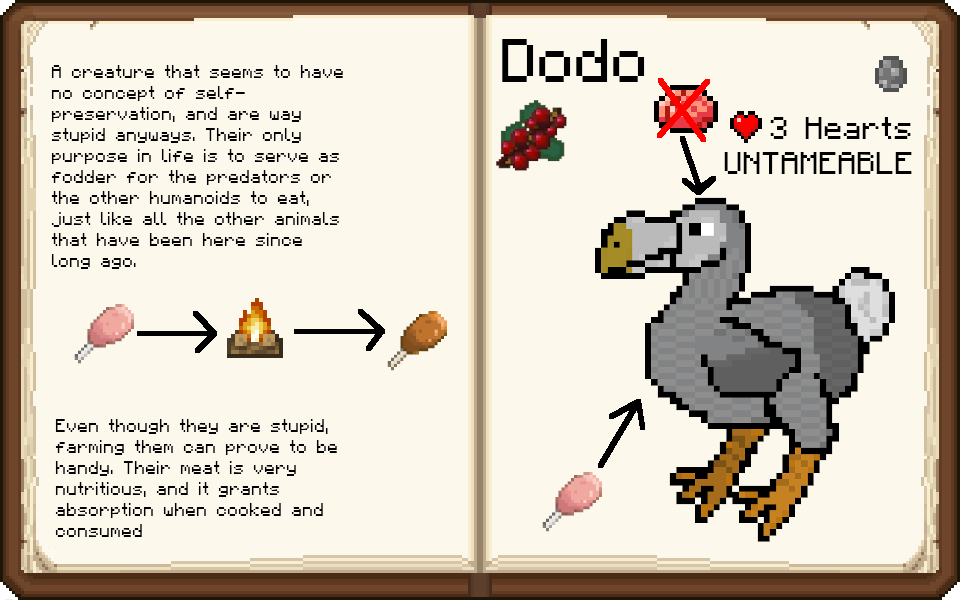 A creature that seems to have
no concept of self-
preservation, and are way
stupid anyways. Their only
purpose in life is to serve as
fodder for the predators or
the other humanoids to eat,
just like all the other animals
that have been here since
long ago.
Even though they are stupid,
farming them can prove to be
handy. Their meat is very
nutritious, and it grants
absorption when cooked and
consumed
Dodo
3 Hearts
UNTAMEABLE